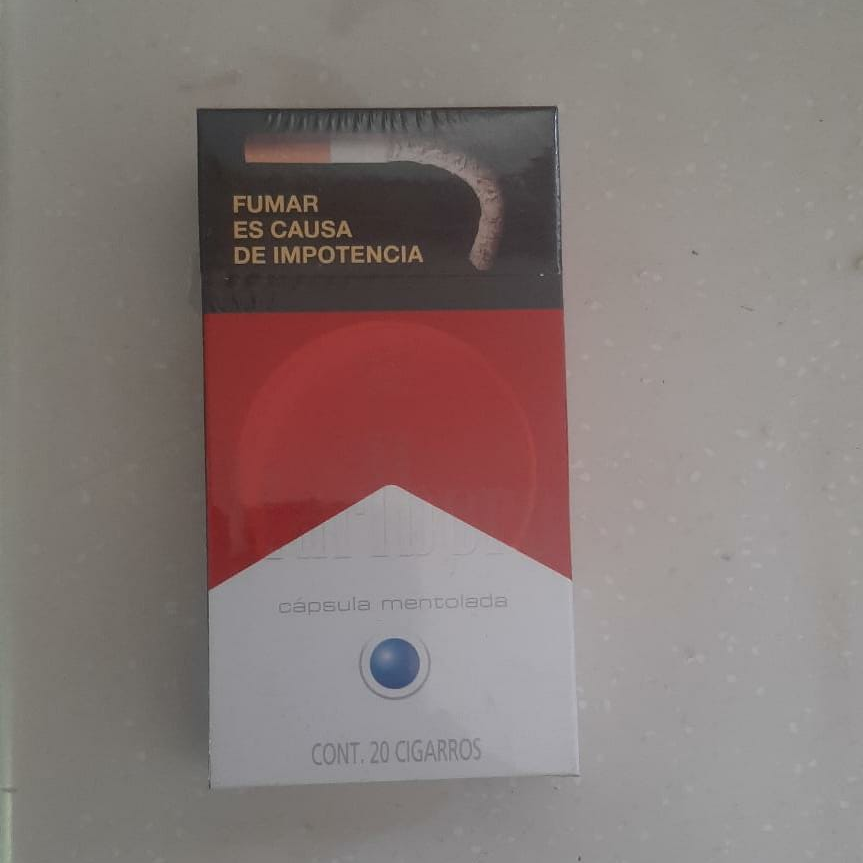 FUMAR
ES CAUSA
DE IMPOTENCIA
cápsula mentolada
CONT. 20 CIGARROS